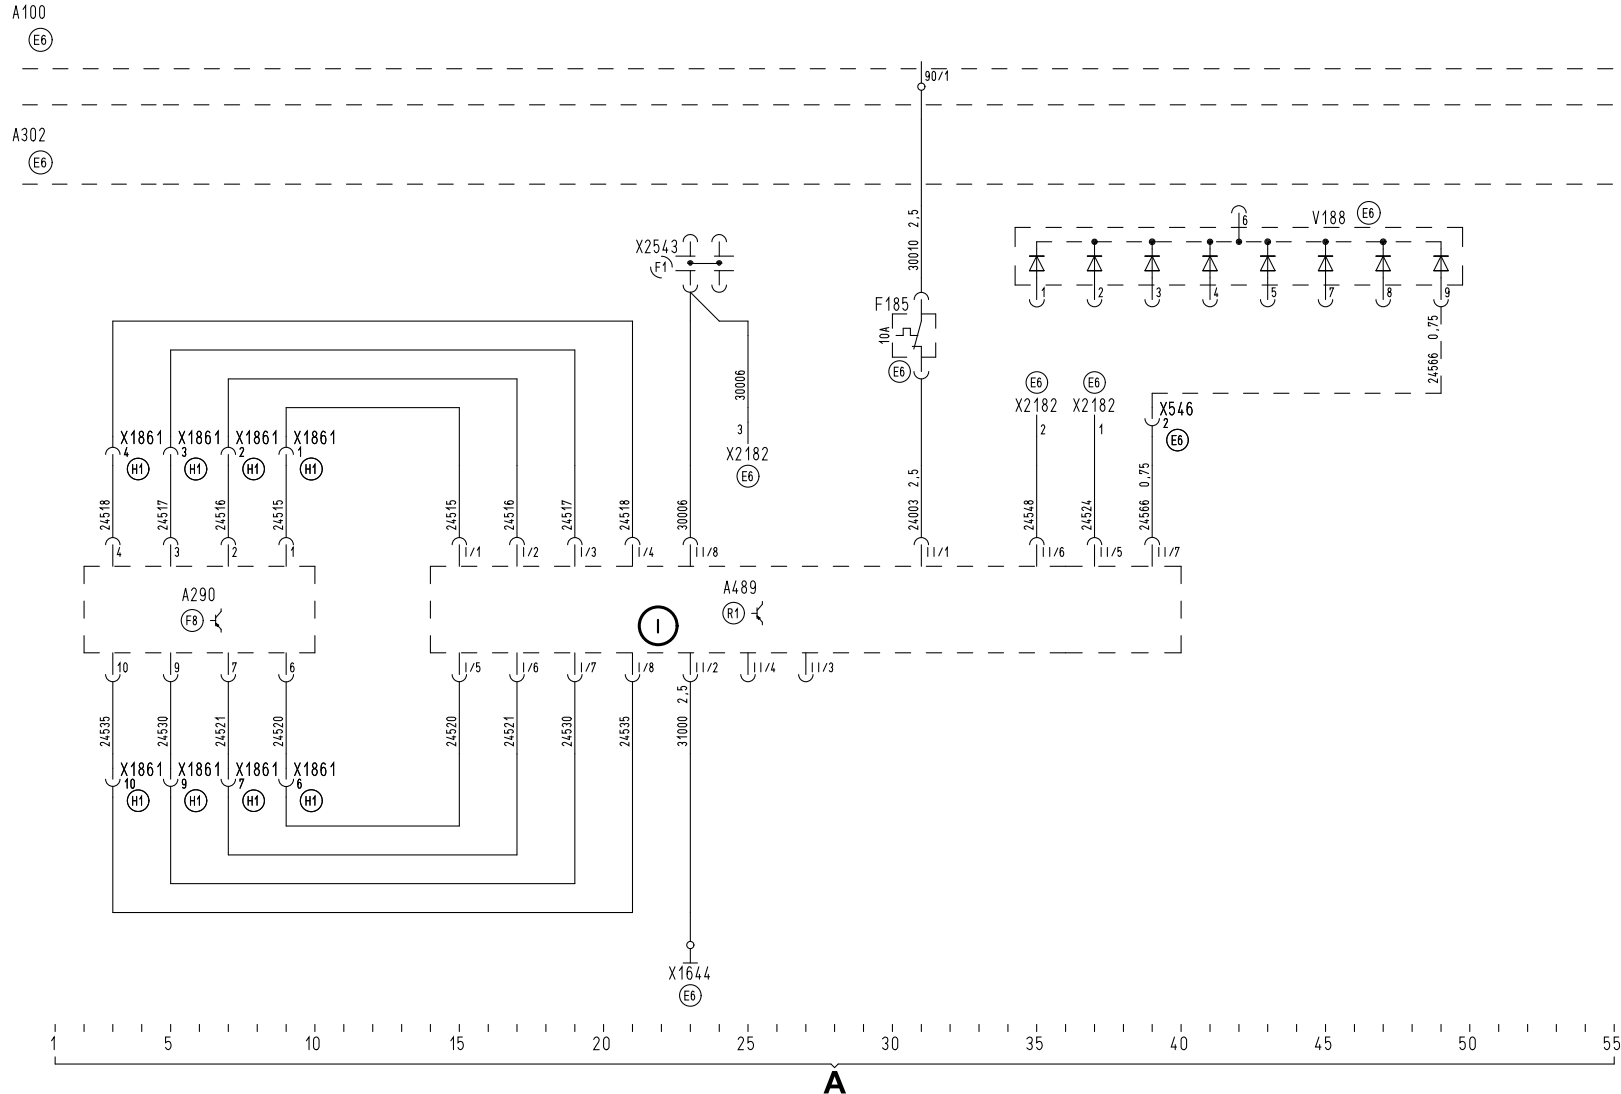 A100
E6
90/1
A302
E6
30010 2,5
6
V188 E6
X2543
F1
1 2 3 4 5 7 8 9
F185
10A
E6
24566 0,75
30006
3
X2182
E6
E6 E6
X2182 X2182
2 1
X546
2
E6
X1861 X1861 X1861 X1861
4 3 2 1
H1 H1 H1 H1
24518 24517 24516 24515 24515 24516 24517 24518 30006 24003 2,5 24548 24524 24566 0,75
4 3 2 1 I/1 I/2 I/3 I/4 II/8 II/1 II/6 II/5 II/7
A290
F8
A489
R1
I
10 9 7 6 I/5 I/6 I/7 I/8 II/2 II/4 II/3
24535 24530 24521 24520 24520 24521 24530 24535 31000 2,5
X1861 X1861 X1861 X1861
10 9 7 6
H1 H1 H1 H1
X1644
E6
1 5 10 15 20 25 30 35 40 45 50 55
A